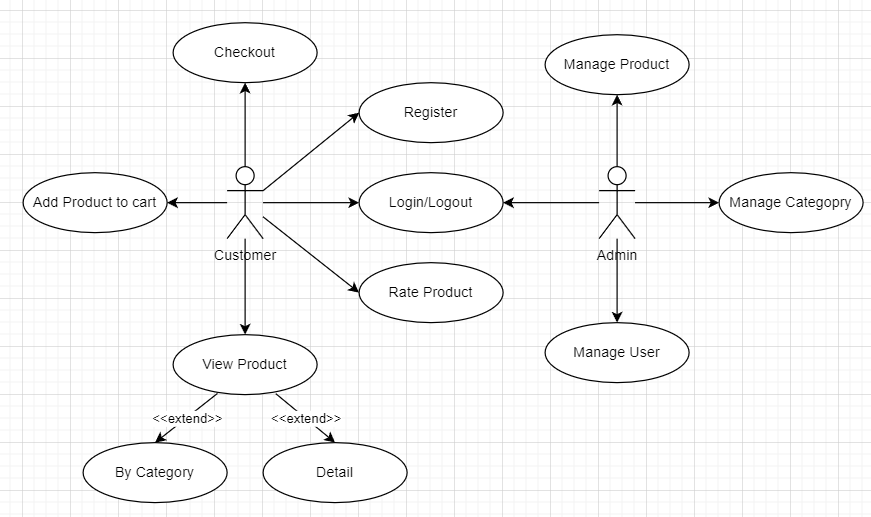 Checkout
Manage Product
Register
Add Product to cart
Login/Logout
Manage Categopry
Customer
Admin
Rate Product
View Product
Manage User
<<extend>>
<<extend>>
By Category
Detail